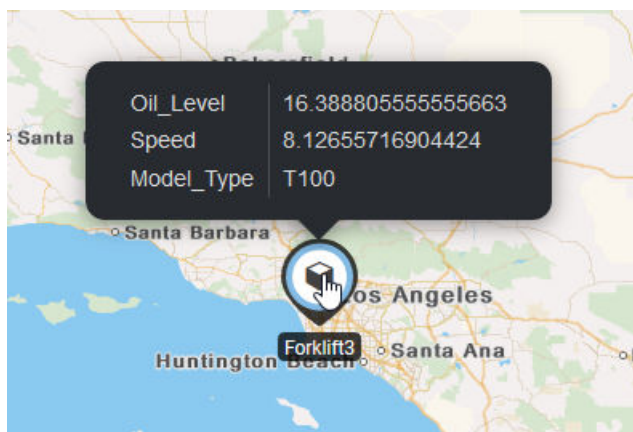 Oil_Level 16.388805555555663
Santa
Speed 8.12655716904424
Model_Type T100
Santa Barbara
Los Angeles
Forklift3
Santa Ana
Huntington Beach